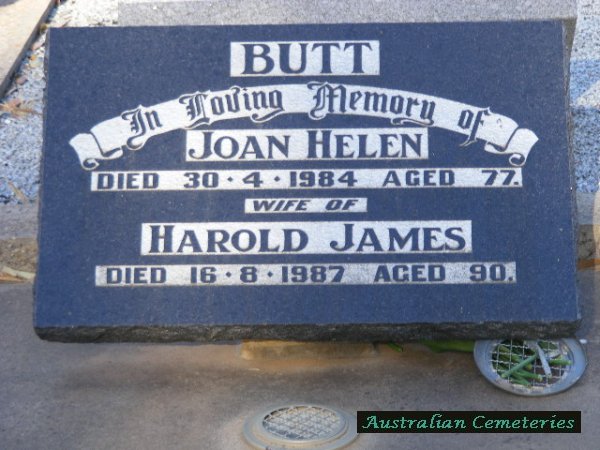 BUTT
In Loving Memory of
JOAN HELEN
DIED 30·4·1984 AGED 77.
WIFE OF
HAROLD JAMES
DIED 16·8·1987 AGED 90.
Australian Cemeteries